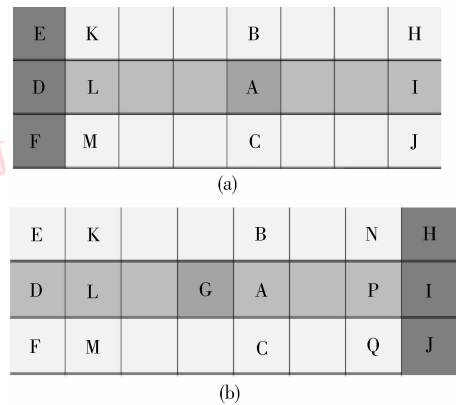 E K B H
D L A I
F M C J
(a)
E K B N H
D L G A P I
F M C Q J
(b)